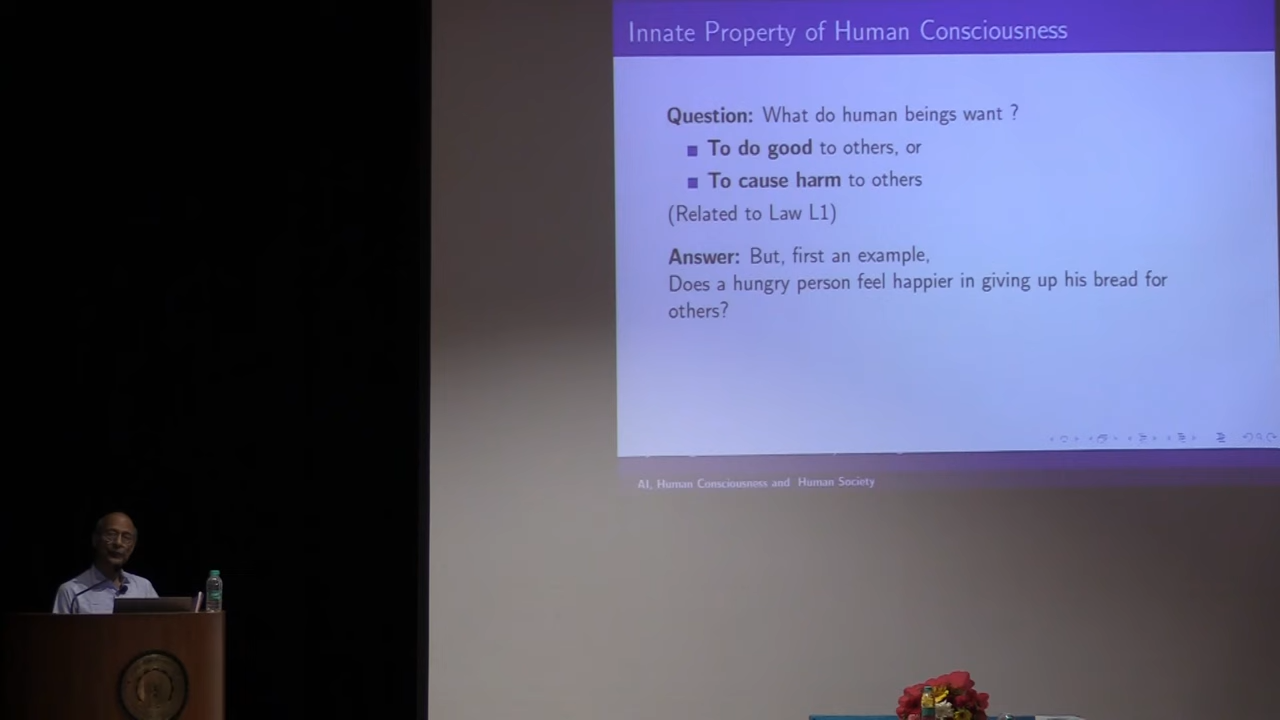 Innate Property of Human Consciousness
Question: What do human beings want ?
To do good to others, or
To cause harm to others
(Related to Law L1)
Answer: But, first an example,
Does a hungry person feel happier in giving up his bread for
others?
AI, Human Consciousness and Human Society